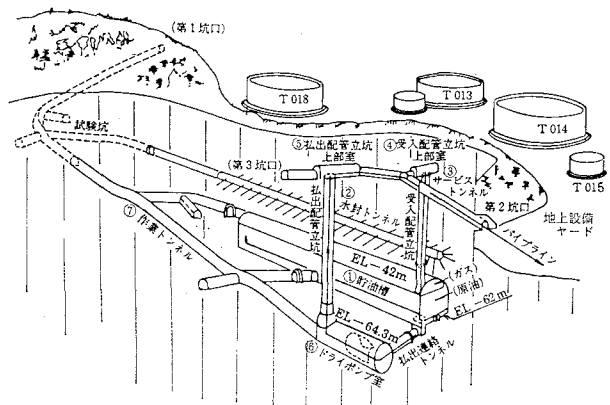 (第1坑口)
T 018
T 013
T 014
T 015
試験坑
⑤払出配管立坑
上部室
④受入配管立坑
上部室
(第3坑口)
③
サービス
トンネル
(第2坑口)
地上設備
ヤード
②
水封トンネル
払出配管立坑
受入配管立坑
パイプライン
⑦作業トンネル
EL-42m
(ガス)
(原油)
①貯油槽
EL-62m
EL-64.3m
払出連絡
トンネル
⑥ドライポンプ室